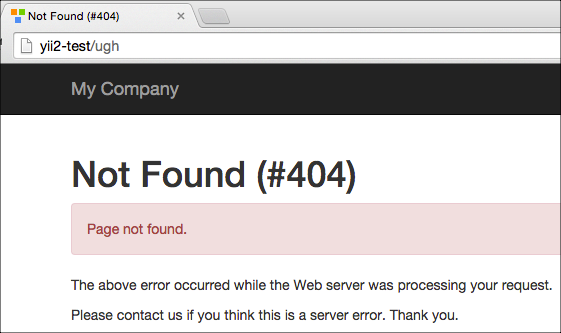 Not Found (#404)
yii2-test/ugh
My Company
Not Found (#404)
Page not found.
The above error occurred while the Web server was processing your request.
Please contact us if you think this is a server error. Thank you.